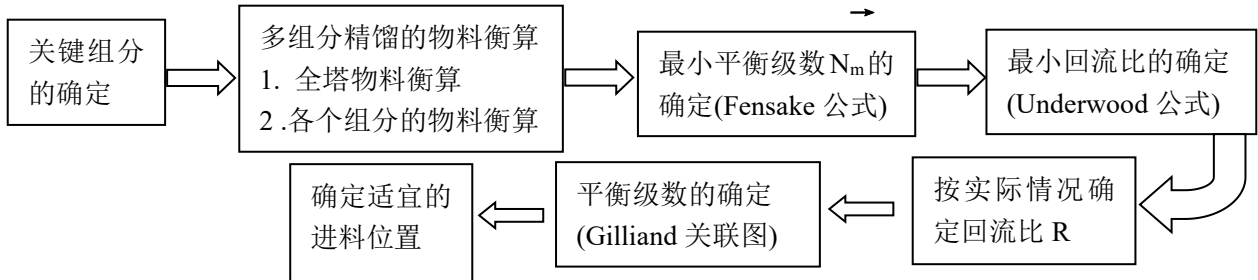 关键组分
的确定
多组分精馏的物料衡算
1. 全塔物料衡算
2 .各个组分的物料衡算
最小平衡级数 Nm 的
确定(Fensake 公式)
最小回流比的确定
(Underwood 公式)
按实际情况确
定回流比 R
平衡级数的确定
(Gilliand 关联图)
确定适宜的
进料位置